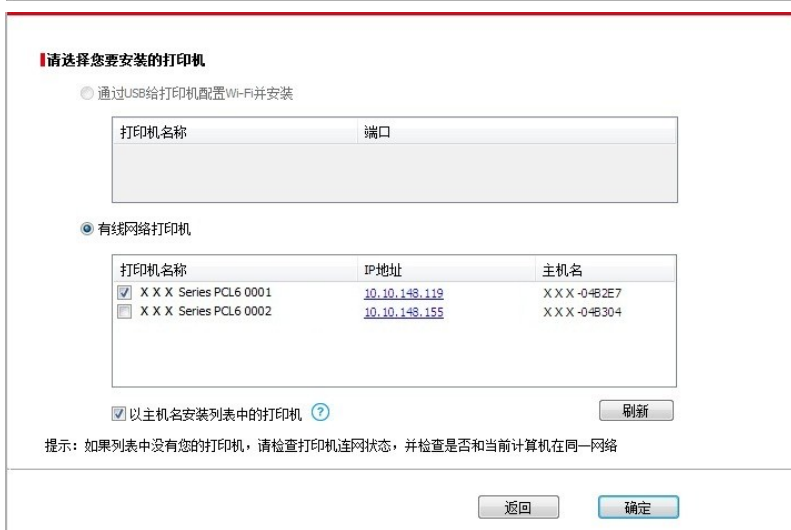 请选择您要安装的打印机
通过USB给打印机配置Wi-Fi并安装
打印机名称 端口
有线网络打印机
打印机名称 IP地址 主机名
X X X Series PCL6 0001 10.10.148.119 X X X -04B2E7
X X X Series PCL6 0002 10.10.148.155 X X X -04B304
以主机名安装列表中的打印机 ? 刷新
提示：如果列表中没有您的打印机，请检查打印机连网状态，并检查是否和当前计算机在同一网络
返回 确定